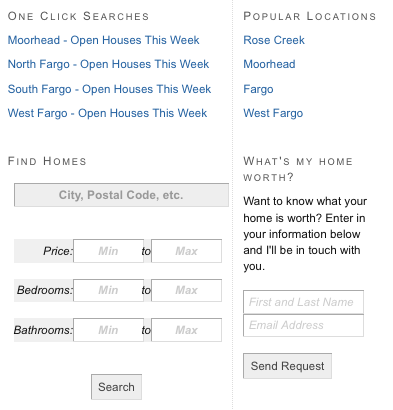 One Click Searches
Moorhead - Open Houses This Week
North Fargo - Open Houses This Week
South Fargo - Open Houses This Week
West Fargo - Open Houses This Week
Popular Locations
Rose Creek
Moorhead
Fargo
West Fargo
Find Homes
City, Postal Code, etc.
Price: Min to Max
Bedrooms: Min to Max
Bathrooms: Min to Max
Search
What's my home
worth?
Want to know what your
home is worth? Enter in
your information below
and I'll be in touch with
you.
First and Last Name
Email Address
Send Request